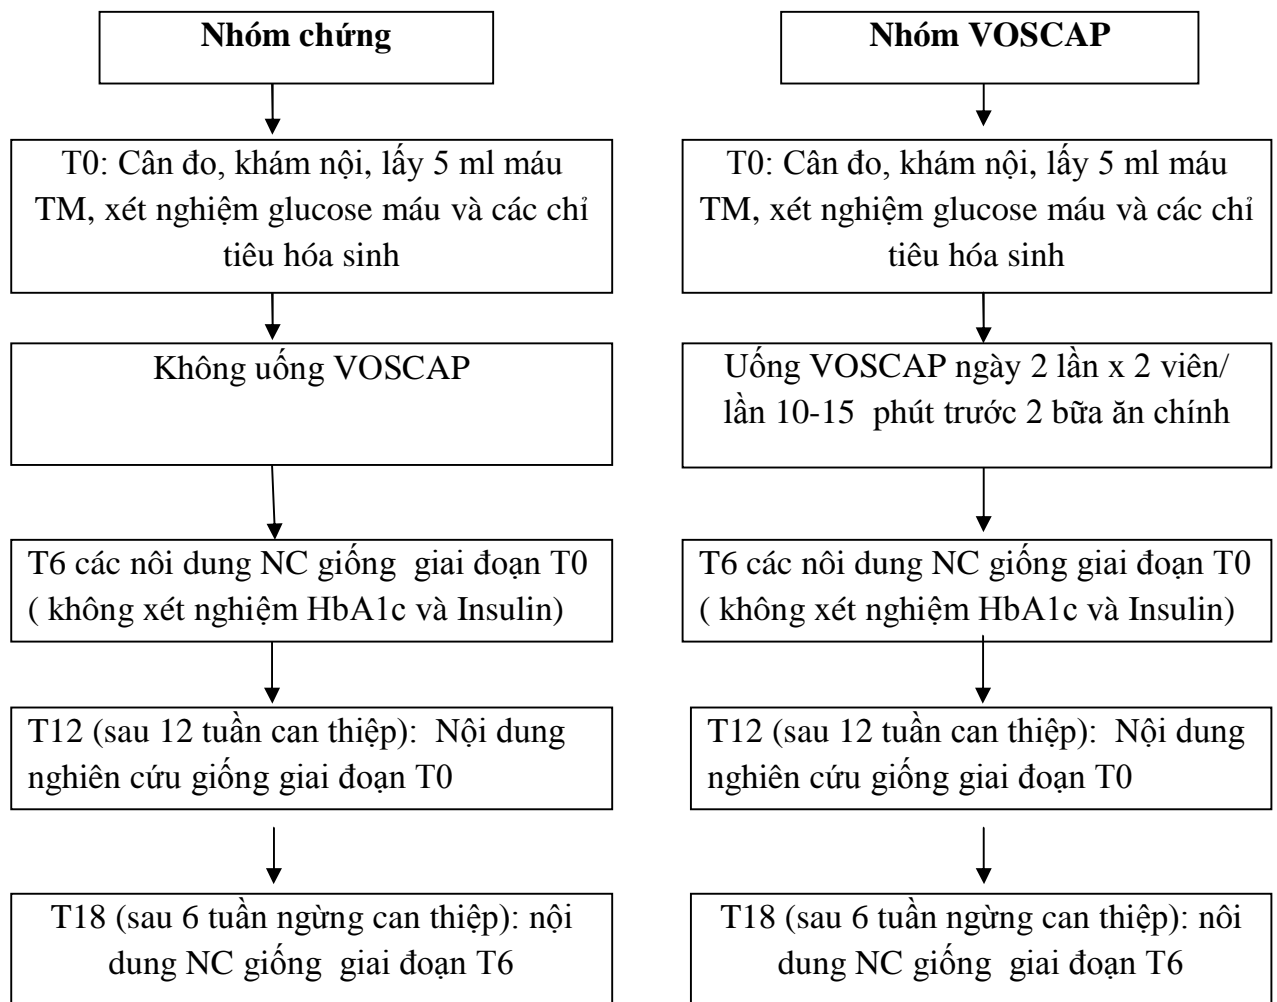 Nhóm chứng
T0: Cân đo, khám nội, lấy 5 ml máu
TM, xét nghiệm glucose máu và các chỉ
tiêu hóa sinh
Không uống VOSCAP
T6 các nôi dung NC giống giai đoạn T0
( không xét nghiệm HbA1c và Insulin)
T12 (sau 12 tuần can thiệp): Nội dung
nghiên cứu giống giai đoạn T0
T18 (sau 6 tuần ngừng can thiệp): nội
dung NC giống giai đoạn T6
Nhóm VOSCAP
T0: Cân đo, khám nội, lấy 5 ml máu
TM, xét nghiệm glucose máu và các chỉ
tiêu hóa sinh
Uống VOSCAP ngày 2 lần x 2 viên/
lần 10-15 phút trước 2 bữa ăn chính
T6 các nôi dung NC giống giai đoạn T0
( không xét nghiệm HbA1c và Insulin)
T12 (sau 12 tuần can thiệp): Nội dung
nghiên cứu giống giai đoạn T0
T18 (sau 6 tuần ngừng can thiệp): nôi
dung NC giống giai đoạn T6